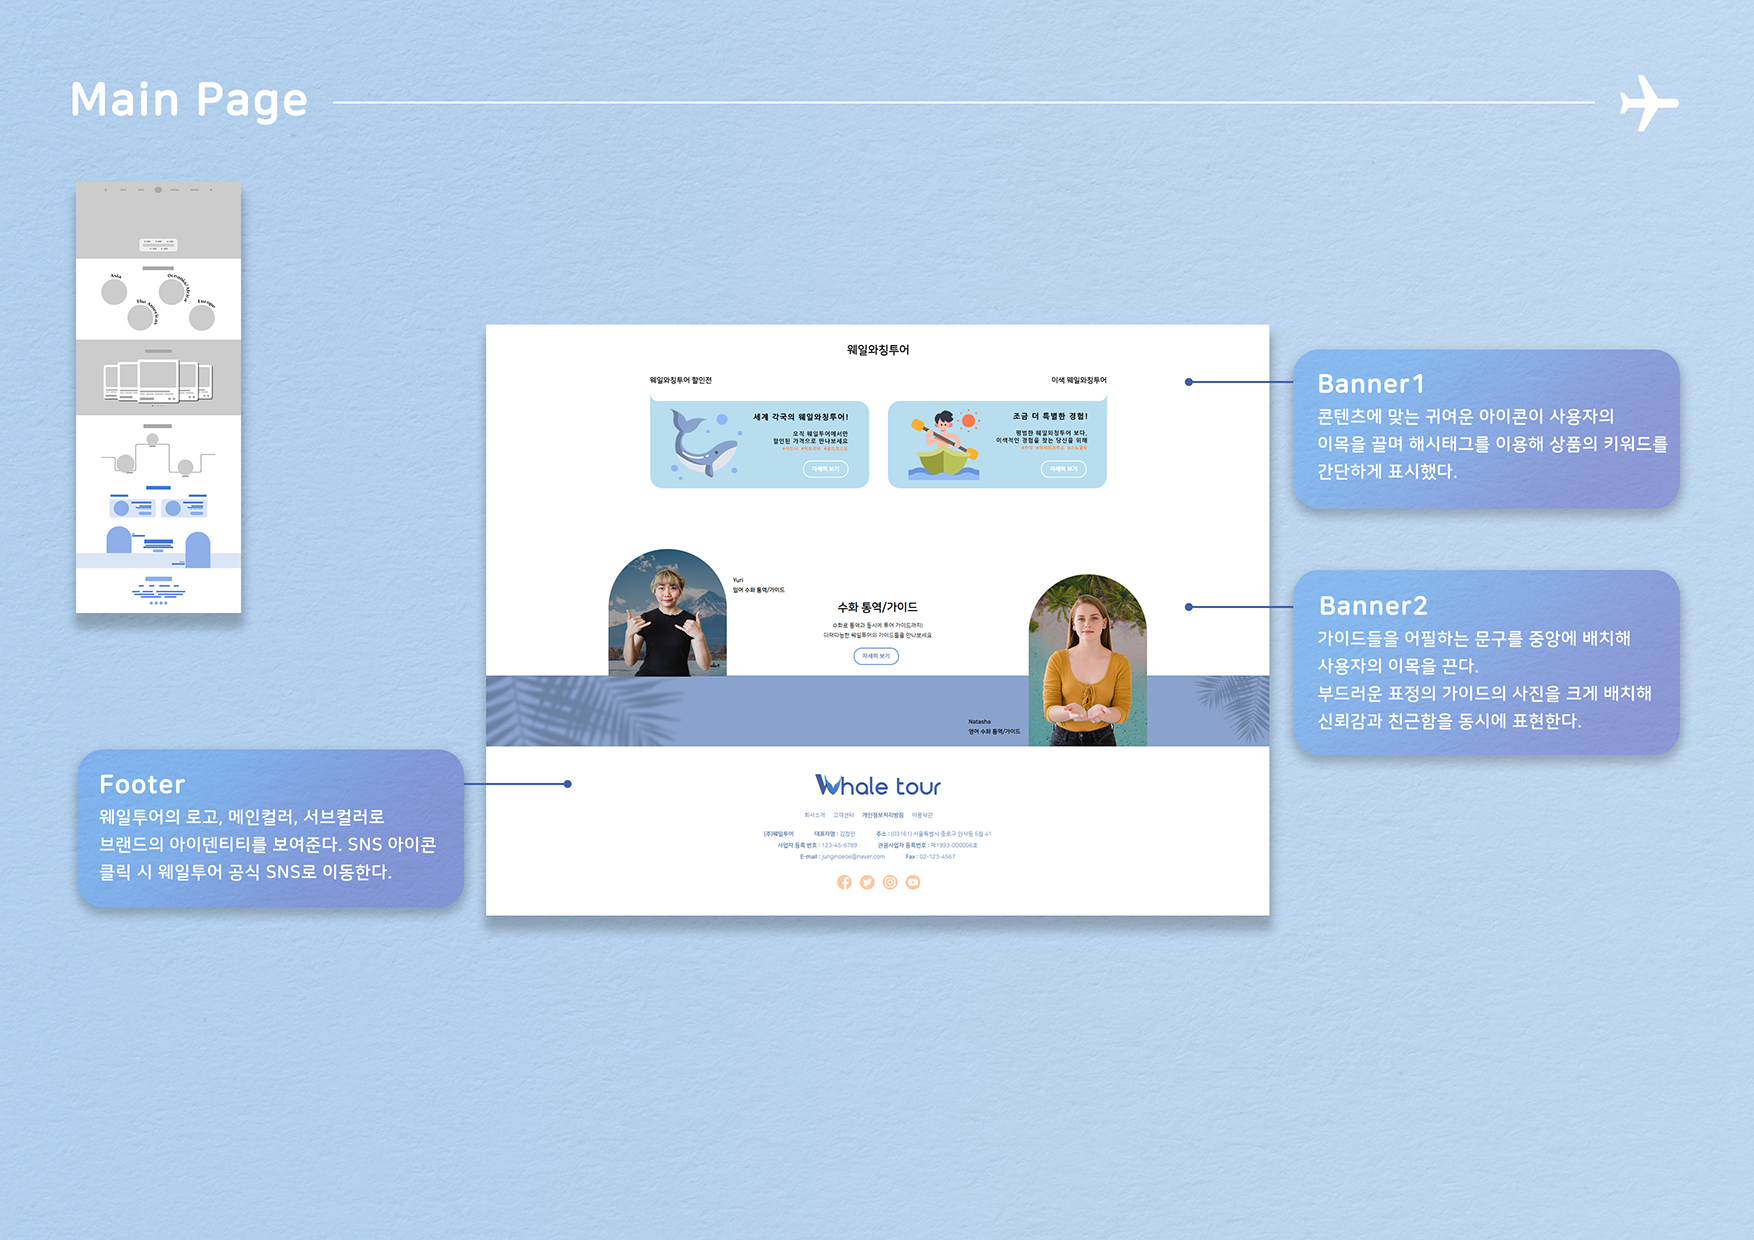 Main Page
Asia
Oceania/Africa
The Americas
Europe
웨일와칭투어
웨일와칭투어 할인전
이색 웨일와칭투어
세계 각국의 웨일와칭투어!
오직 웨일투어에서만
할인된 가격으로 만나보세요
자세히 보기
조금 더 특별한 경험!
평범한 웨일와칭투어 보다,
이색적인 경험을 찾는 당신을 위해
자세히 보기
Yuri
일어 수화 통역/가이드
수화 통역/가이드
수화로 통역과 동시에 투어 가이드까지!
다재다능한 웨일투어의 가이드들을 만나보세요
자세히 보기
Natasha
영어 수화 통역/가이드
Whale tour
회사소개 고객센터 개인정보처리방침 이용약관
(주)웨일투어 대표자명 : 김정민 주소 : (03161) 서울특별시 종로구 인사동 5길 41
사업자 등록 번호 : 123-45-6789 관광사업자 등록번호 : 제1993-000006호
E-mail : junginoeoe@naver.com Fax : 02-123-4567
Banner1
콘텐츠에 맞는 귀여운 아이콘이 사용자의
이목을 끌며 해시태그를 이용해 상품의 키워드를
간단하게 표시했다.
Banner2
가이드들을 어필하는 문구를 중앙에 배치해
사용자의 이목을 끈다.
부드러운 표정의 가이드의 사진을 크게 배치해
신뢰감과 친근함을 동시에 표현한다.
Footer
웨일투어의 로고, 메인컬러, 서브컬러로
브랜드의 아이덴티티를 보여준다. SNS 아이콘
클릭 시 웨일투어 공식 SNS로 이동한다.